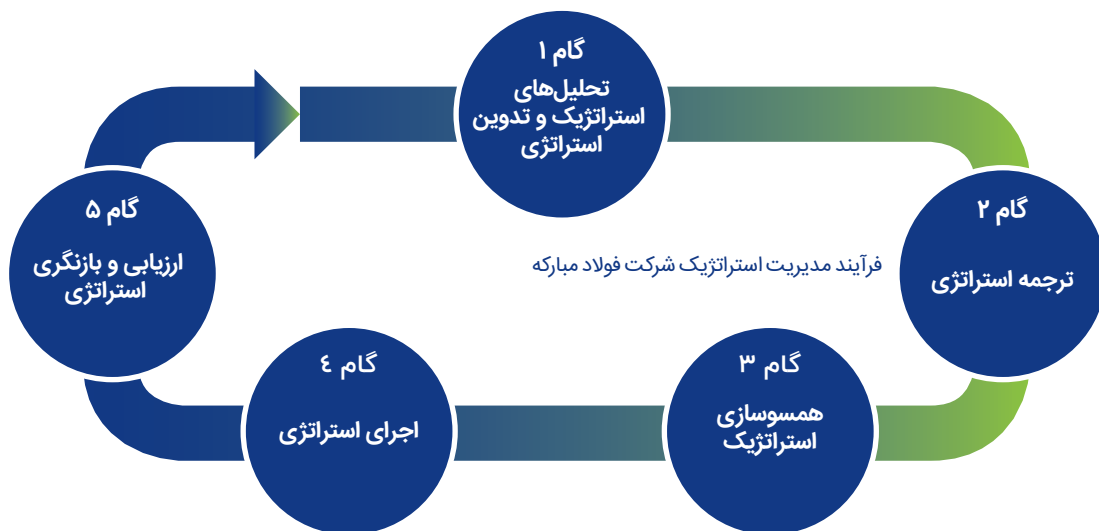 گام ۱
تحلیل‌های
استراتژیک و تدوین
استراتژی
گام ۲
ترجمه استراتژی
گام ۳
همسوسازی
استراتژیک
گام ٤
اجرای استراتژی
گام ۵
ارزیابی و بازنگری
استراتژی
فرآیند مدیریت استراتژیک شرکت فولاد مبارکه